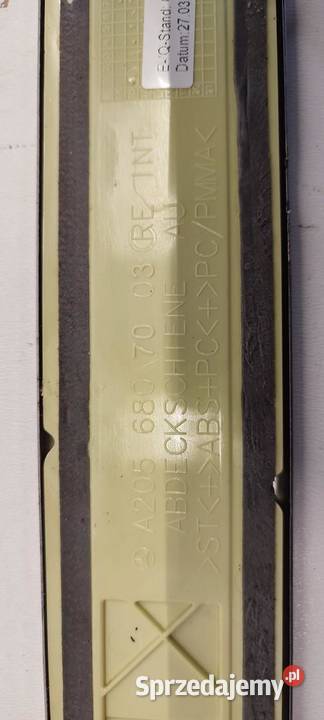 E-/Q-Stand:
Datum:27.03
A205 680 70 03 (RE/INT
ABDECKSCHIENE AU
>ST<+>ABS+PC<+>PC/PMMA<
Sprzedajemy.pl